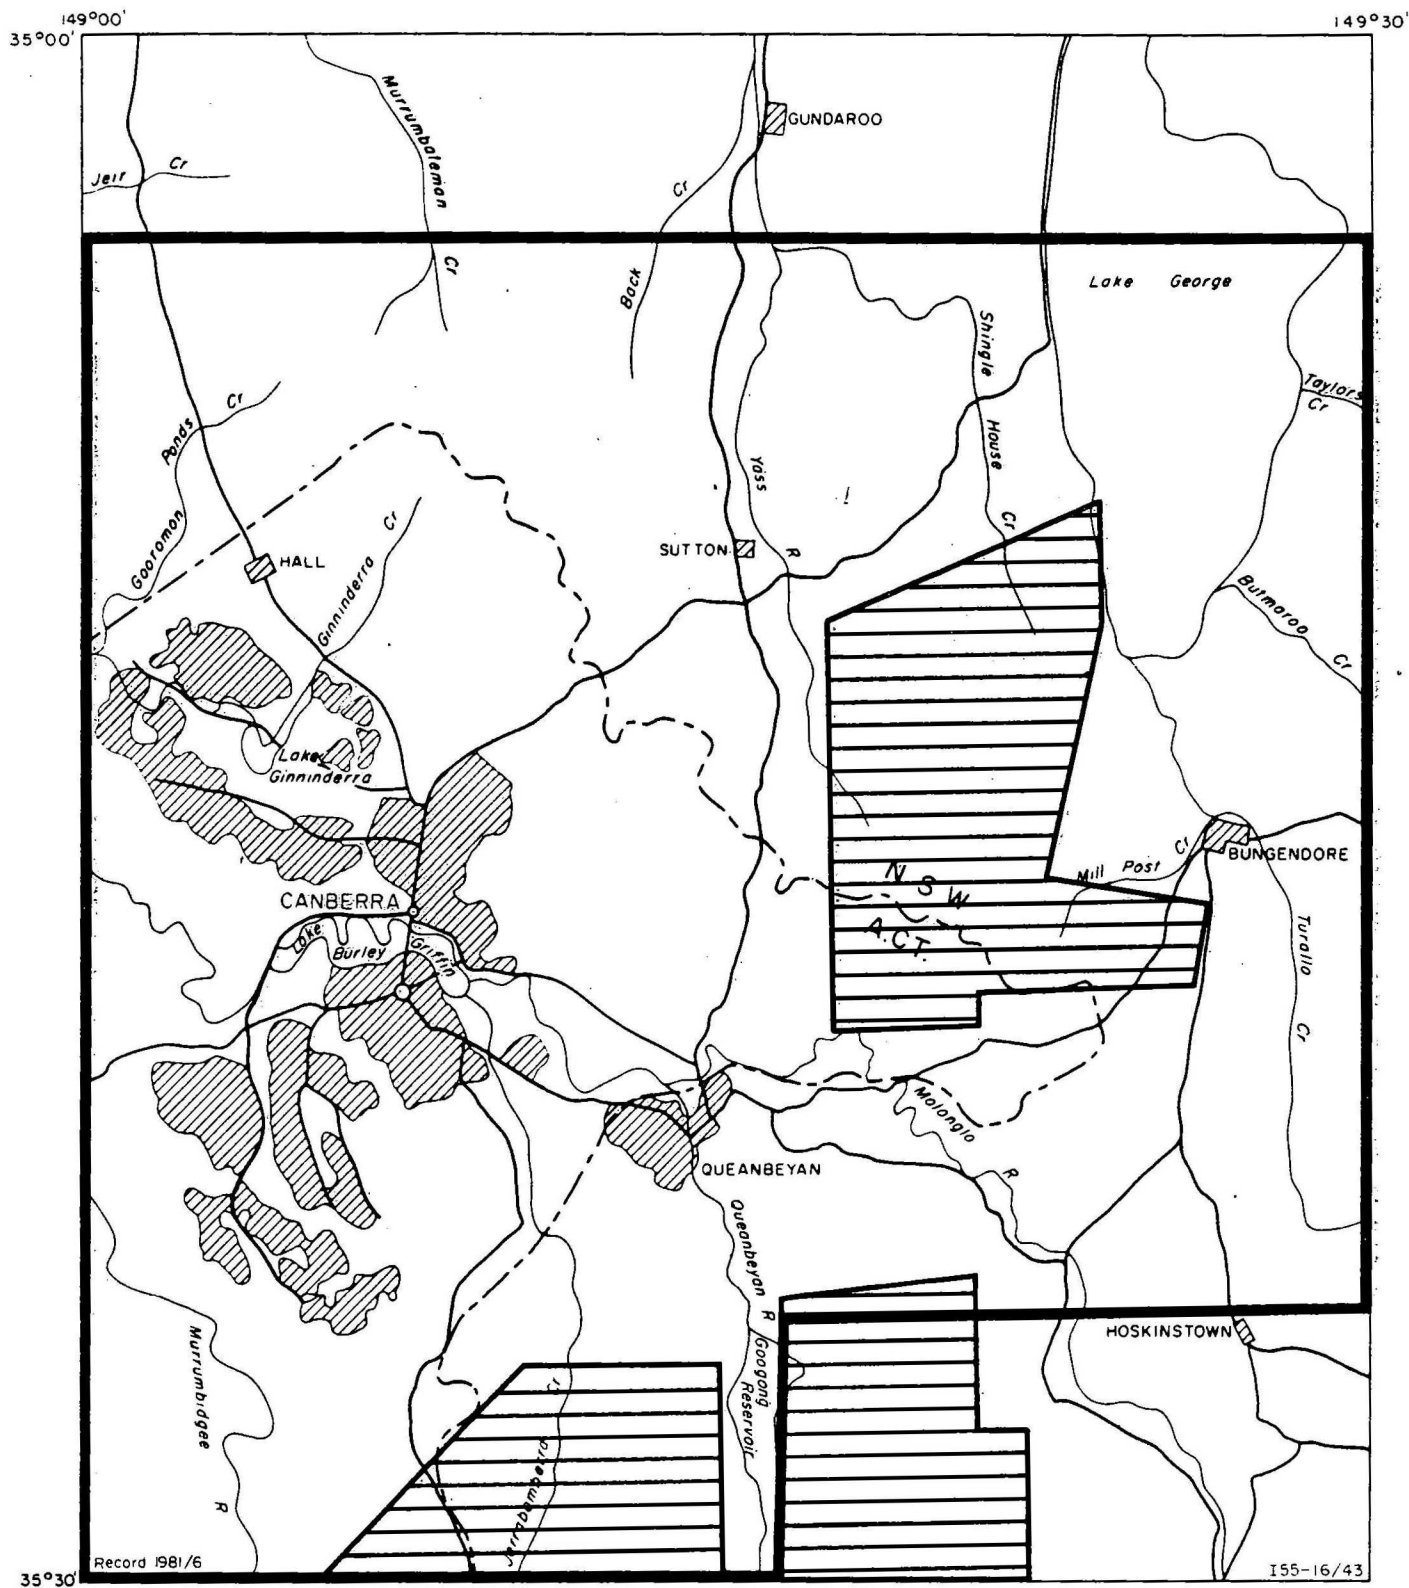 149°00'
149°30'
35°00'
Murrumbateman
Cr
GUNDAROO
Jeir Cr
Back
Cr
Lake George
Shingle
House
Cr
Taylors
Cr
Ponds Cr
Gooromon
Yass
R
HALL
Ginninderra
Cr
SUTTON
Butmaroo
Cr
Lake
Ginninderra
CANBERRA
Lake
Burley
Griffin
N S W
A.C.T.
Mill Post Cr
BUNGENDORE
Turallo
Cr
Molonglo
R
QUEANBEYAN
Queanbeyan R
Googong
Reservoir
HOSKINSTOWN
Murrumbidgee
R
Jerrabomberra
Cr
Record 1981/6
I55-16/43
35°30'